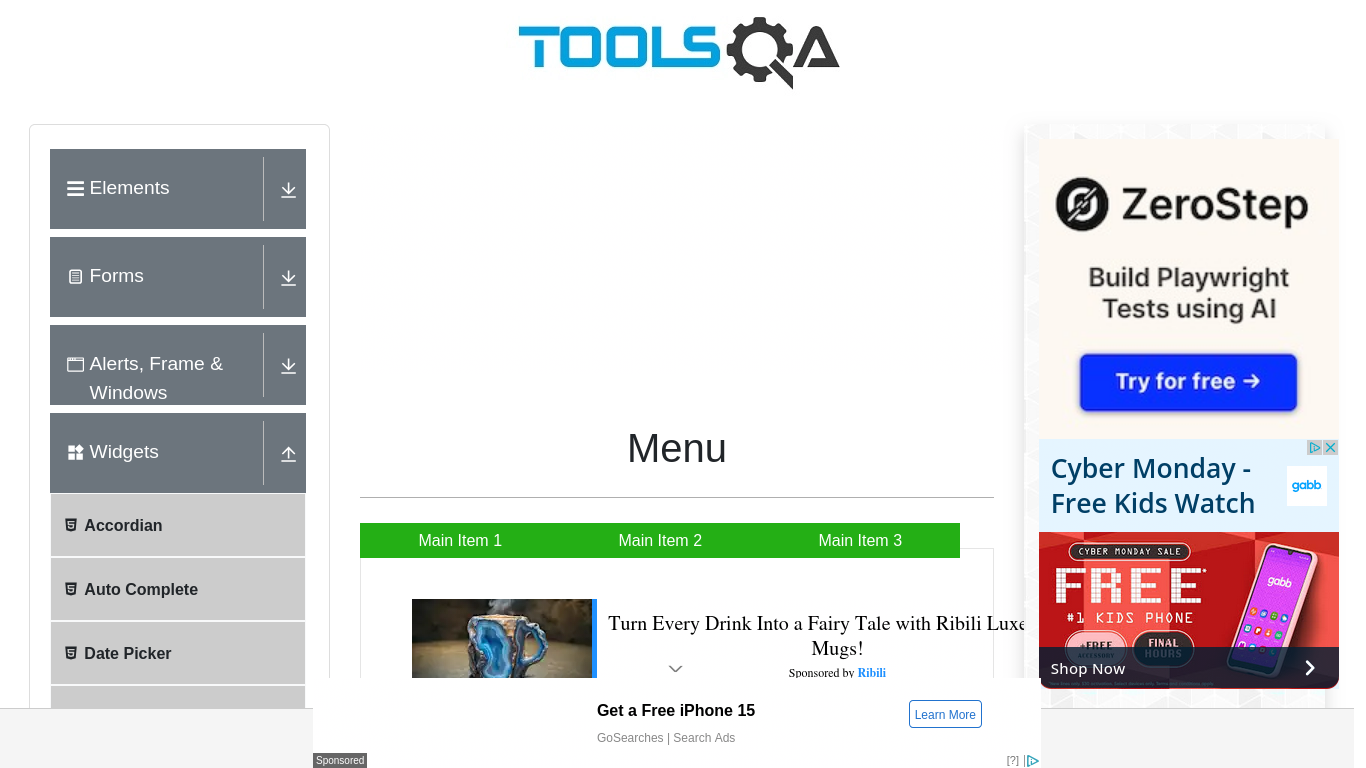 TOOLSQA
Elements
Forms
Alerts, Frame &
Windows
Widgets
Accordian
Auto Complete
Date Picker
Menu
Main Item 1
Main Item 2
Main Item 3
Turn Every Drink Into a Fairy Tale with Ribili Luxe
Mugs!
Sponsored by Ribili
ZeroStep
Build Playwright
Tests using AI
Try for free →
Cyber Monday -
Free Kids Watch
gabb
CYBER MONDAY SALE
FREE*
#1 KIDS PHONE
+FREE
FINAL
HOURS
gabb
Shop Now
Get a Free iPhone 15
GoSearches | Search Ads
Learn More
Sponsored
[?]